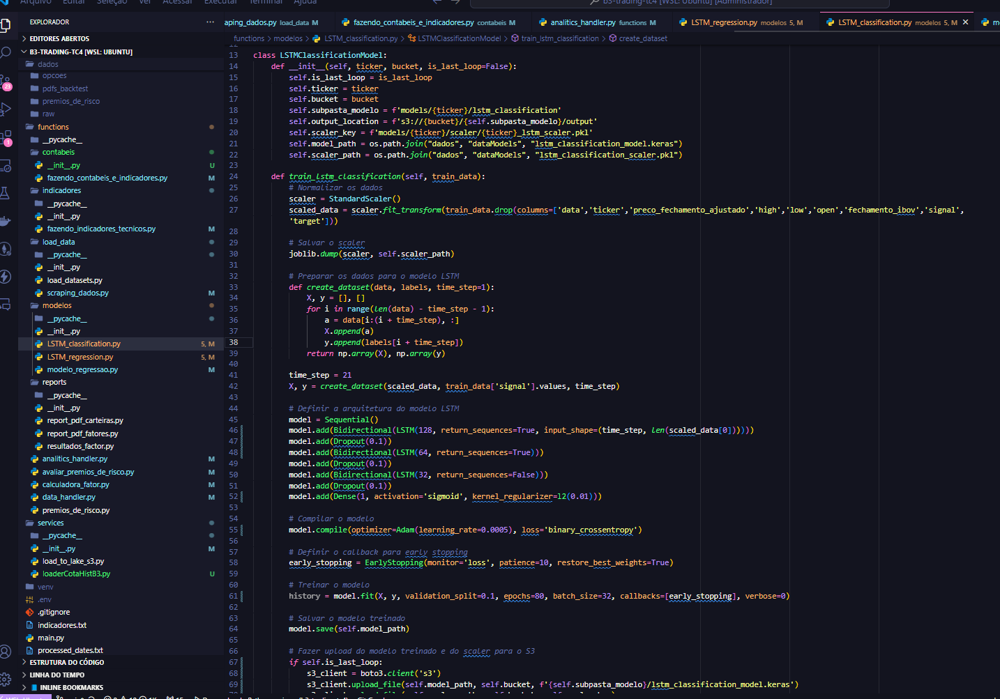 Arquivo Editar Seleção Ver Acessar Executar Terminal Ajuda
b3-trading-tc4 [WSL: Ubuntu] [Administrador]
EXPLORADOR
EDITORES ABERTOS
B3-TRADING-TC4 [WSL: UBUNTU]
dados
opcoes
pdfs_backtest
premios_de_risco
raw
functions
__pycache__
contabeis
__init__.py U
fazendo_contabeis_e_indicadores.py M
indicadores
__pycache__
__init__.py
fazendo_indicadores_tecnicos.py M
load_data
__pycache__
__init__.py
load_datasets.py
scraping_dados.py M
modelos
__pycache__
__init__.py
LSTM_classification.py 5, M
LSTM_regression.py 5, M
modelo_regressao.py M
reports
__pycache__
__init__.py
report_pdf_carteiras.py
report_pdf_fatores.py
resultados_factor.py
analitics_handler.py M
avaliar_premios_de_risco.py M
calculadora_fator.py M
data_handler.py M
premios_de_risco.py
services
__pycache__
__init__.py M
load_to_lake_s3.py
loaderCotaHistB3.py U
venv
.env
.gitignore
indicadores.txt
main.py
processed_dates.txt
ESTRUTURA DO CÓDIGO
LINHA DO TEMPO
INLINE BOOKMARKS
23
1
aping_dados.py load_data M
fazendo_contabeis_e_indicadores.py contabeis M
analitics_handler.py functions M
LSTM_regression.py modelos 5, M
LSTM_classification.py modelos 5, M
functions > modelos > LSTM_classification.py > LSTMClassificationModel > train_lstm_classification > create_dataset
13 class LSTMClassificationModel:
14 def __init__(self, ticker, bucket, is_last_loop=False):
15 self.is_last_loop = is_last_loop
16 self.ticker = ticker
17 self.bucket = bucket
18 self.subpasta_modelo = f'models/{ticker}/lstm_classification'
19 self.output_location = f's3://{bucket}/{self.subpasta_modelo}/output'
20 self.scaler_key = f'models/{ticker}/scaler/{ticker}_lstm_scaler.pkl'
21 self.model_path = os.path.join("dados", "dataModels", "lstm_classification_model.keras")
22 self.scaler_path = os.path.join("dados", "dataModels", "lstm_classification_scaler.pkl")
23
24 def train_lstm_classification(self, train_data):
25 # Normalizar os dados
26 scaler = StandardScaler()
27 scaled_data = scaler.fit_transform(train_data.drop(columns=['data','ticker','preco_fechamento_ajustado','high','low','open','fechamento_ibov','signal',
'target']))
28
29 # Salvar o scaler
30 joblib.dump(scaler, self.scaler_path)
31
32 # Preparar os dados para o modelo LSTM
33 def create_dataset(data, labels, time_step=1):
34 X, y = [], []
35 for i in range(len(data) - time_step - 1):
36 a = data[i:(i + time_step), :]
37 X.append(a)
38 y.append(labels[i + time_step])
39 return np.array(X), np.array(y)
40
41 time_step = 21
42 X, y = create_dataset(scaled_data, train_data['signal'].values, time_step)
43
44 # Definir a arquitetura do modelo LSTM
45 model = Sequential()
46 model.add(Bidirectional(LSTM(128, return_sequences=True, input_shape=(time_step, len(scaled_data[0])))))
47 model.add(Dropout(0.1))
48 model.add(Bidirectional(LSTM(64, return_sequences=True)))
49 model.add(Dropout(0.1))
50 model.add(Bidirectional(LSTM(32, return_sequences=False)))
51 model.add(Dropout(0.1))
52 model.add(Dense(1, activation='sigmoid', kernel_regularizer=l2(0.01)))
53
54 # Compilar o modelo
55 model.compile(optimizer=Adam(learning_rate=0.0005), loss='binary_crossentropy')
56
57 # Definir o callback para early stopping
58 early_stopping = EarlyStopping(monitor='loss', patience=10, restore_best_weights=True)
59
60 # Treinar o modelo
61 history = model.fit(X, y, validation_split=0.1, epochs=80, batch_size=32, callbacks=[early_stopping], verbose=0)
62
63 # Salvar o modelo treinado
64 model.save(self.model_path)
65
66 # Fazer upload do modelo treinado e do scaler para o S3
67 if self.is_last_loop:
68 s3_client = boto3.client('s3')
69 s3_client.upload_file(self.model_path, self.bucket, f'{self.subpasta_modelo}/lstm_classification_model.keras')